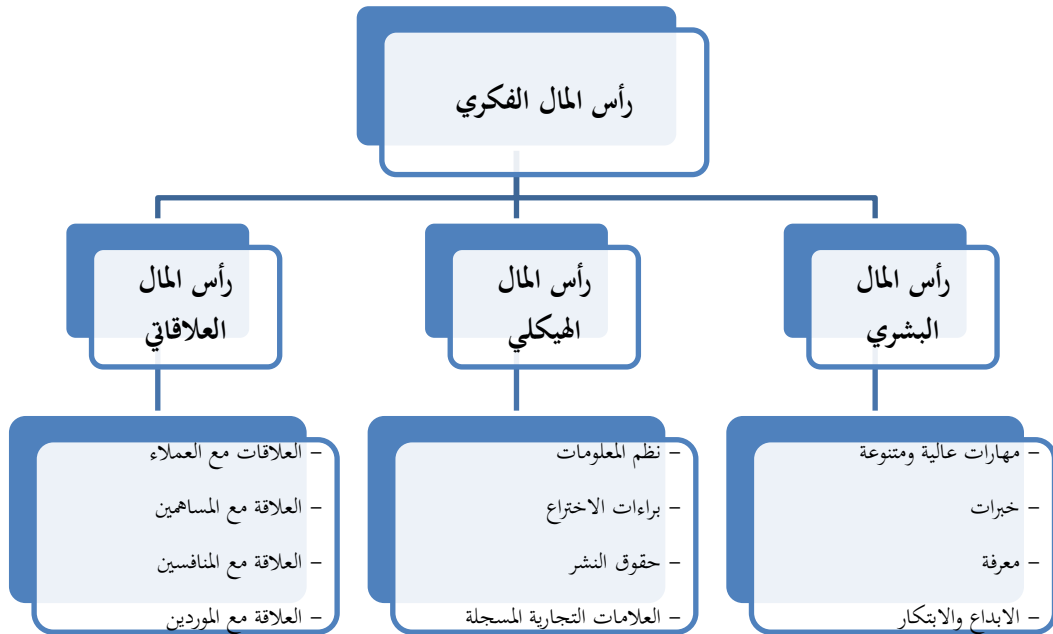 رأس المال الفكري
رأس المال
البشري
رأس المال
الهيكلي
رأس المال
العلاقاتي
- مهارات عالية ومتنوعة
- خبرات
- معرفة
- الابداع والابتكار
- نظم المعلومات
- براءات الاختراع
- حقوق النشر
- العلامات التجارية المسجلة
- العلاقات مع العملاء
- العلاقة مع المساهمين
- العلاقة مع المنافسين
- العلاقة مع الموردين